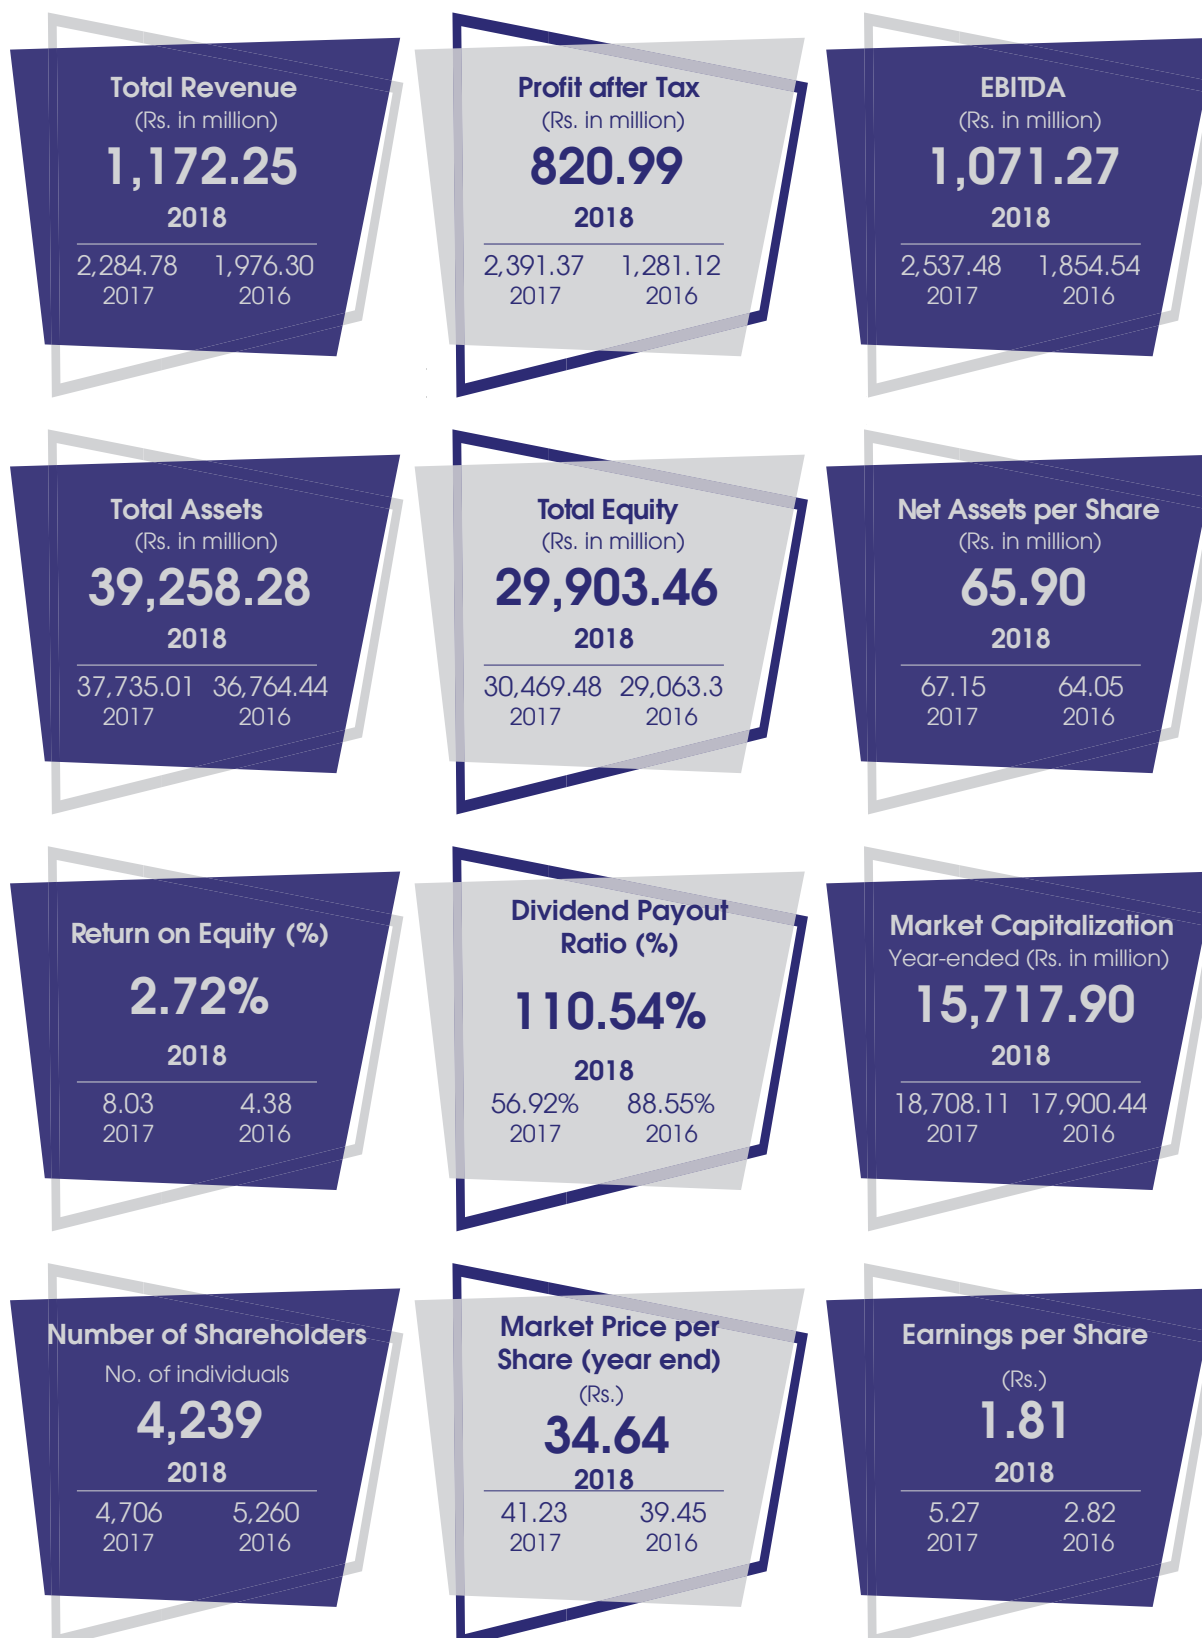 Total Revenue
(Rs. in million)
1,172.25
2018
2,284.78 1,976.30
2017 2016
Profit after Tax
(Rs. in million)
820.99
2018
2,391.37 1,281.12
2017 2016
EBITDA
(Rs. in million)
1,071.27
2018
2,537.48 1,854.54
2017 2016
Total Assets
(Rs. in million)
39,258.28
2018
37,735.01 36,764.44
2017 2016
Total Equity
(Rs. in million)
29,903.46
2018
30,469.48 29,063.3
2017 2016
Net Assets per Share
(Rs. in million)
65.90
2018
67.15 64.05
2017 2016
Return on Equity (%)
2.72%
2018
8.03 4.38
2017 2016
Dividend Payout
Ratio (%)
110.54%
2018
56.92% 88.55%
2017 2016
Market Capitalization
Year-ended (Rs. in million)
15,717.90
2018
18,708.11 17,900.44
2017 2016
Number of Shareholders
No. of individuals
4,239
2018
4,706 5,260
2017 2016
Market Price per
Share (year end)
(Rs.)
34.64
2018
41.23 39.45
2017 2016
Earnings per Share
(Rs.)
1.81
2018
5.27 2.82
2017 2016